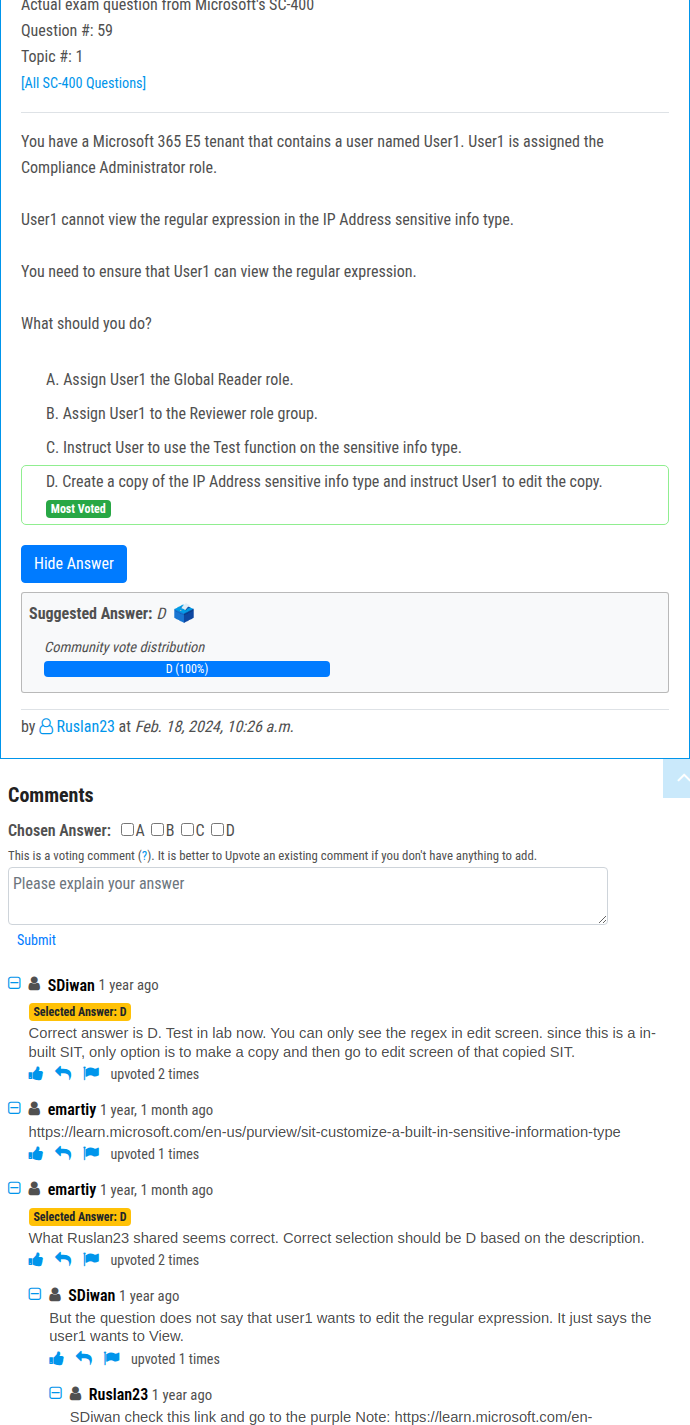 Actual exam question from Microsoft's SC-400
Question #: 59
Topic #: 1
[All SC-400 Questions]
You have a Microsoft 365 E5 tenant that contains a user named User1. User1 is assigned the
Compliance Administrator role.
User1 cannot view the regular expression in the IP Address sensitive info type.
You need to ensure that User1 can view the regular expression.
What should you do?
A. Assign User1 the Global Reader role.
B. Assign User1 to the Reviewer role group.
C. Instruct User to use the Test function on the sensitive info type.
D. Create a copy of the IP Address sensitive info type and instruct User1 to edit the copy.
Most Voted
Hide Answer
Suggested Answer: D
Community vote distribution
D (100%)
by Ruslan23 at Feb. 18, 2024, 10:26 a.m.
Comments
Chosen Answer: A B C D
This is a voting comment (?). It is better to Upvote an existing comment if you don't have anything to add.
Please explain your answer
Submit
SDiwan 1 year ago
Selected Answer: D
Correct answer is D. Test in lab now. You can only see the regex in edit screen. since this is a in-
built SIT, only option is to make a copy and then go to edit screen of that copied SIT.
upvoted 2 times
emartiy 1 year, 1 month ago
https://learn.microsoft.com/en-us/purview/sit-customize-a-built-in-sensitive-information-type
upvoted 1 times
emartiy 1 year, 1 month ago
Selected Answer: D
What Ruslan23 shared seems correct. Correct selection should be D based on the description.
upvoted 2 times
SDiwan 1 year ago
But the question does not say that user1 wants to edit the regular expression. It just says the
user1 wants to View.
upvoted 1 times
Ruslan23 1 year ago
SDiwan check this link and go to the purple Note: https://learn.microsoft.com/en-